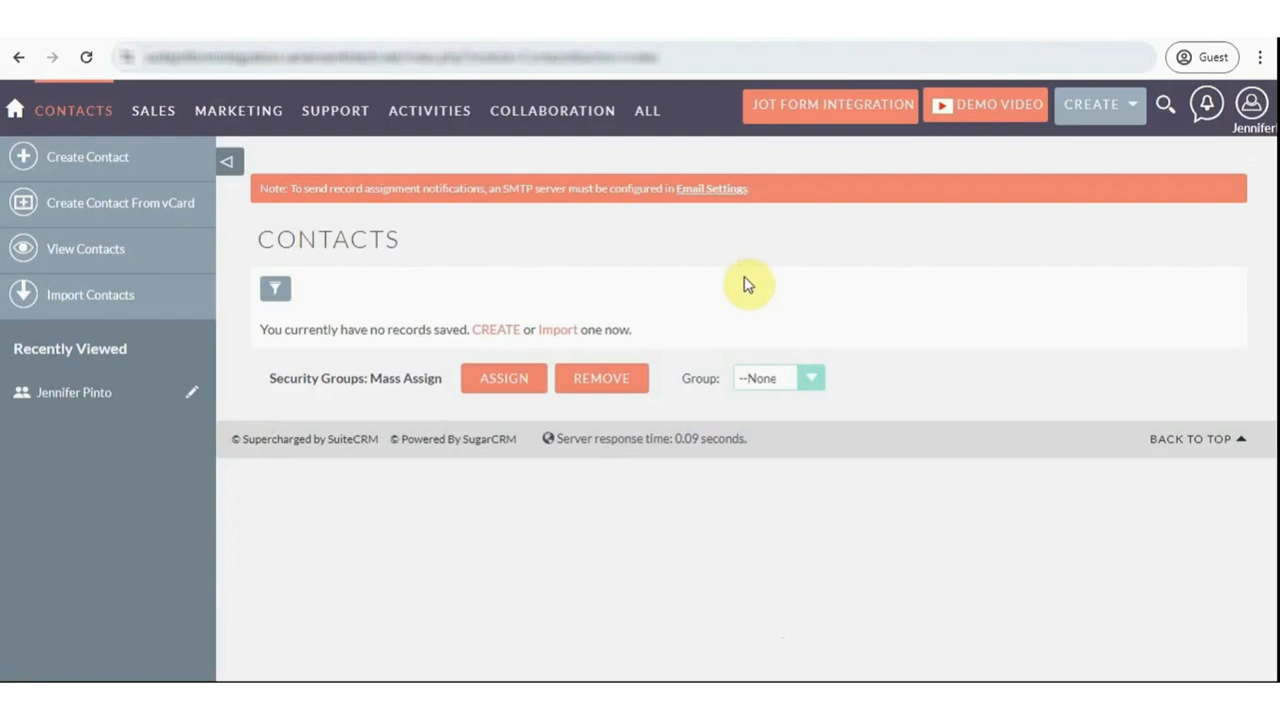 Guest
CONTACTS SALES MARKETING SUPPORT ACTIVITIES COLLABORATION ALL JOT FORM INTEGRATION DEMO VIDEO CREATE
Jennifer
Create Contact
Create Contact From vCard
View Contacts
Import Contacts
Recently Viewed
Jennifer Pinto
Note: To send record assignment notifications, an SMTP server must be configured in Email Settings.
CONTACTS
You currently have no records saved. CREATE or Import one now.
Security Groups: Mass Assign ASSIGN REMOVE Group: --None
© Supercharged by SuiteCRM © Powered By SugarCRM Server response time: 0.09 seconds. BACK TO TOP